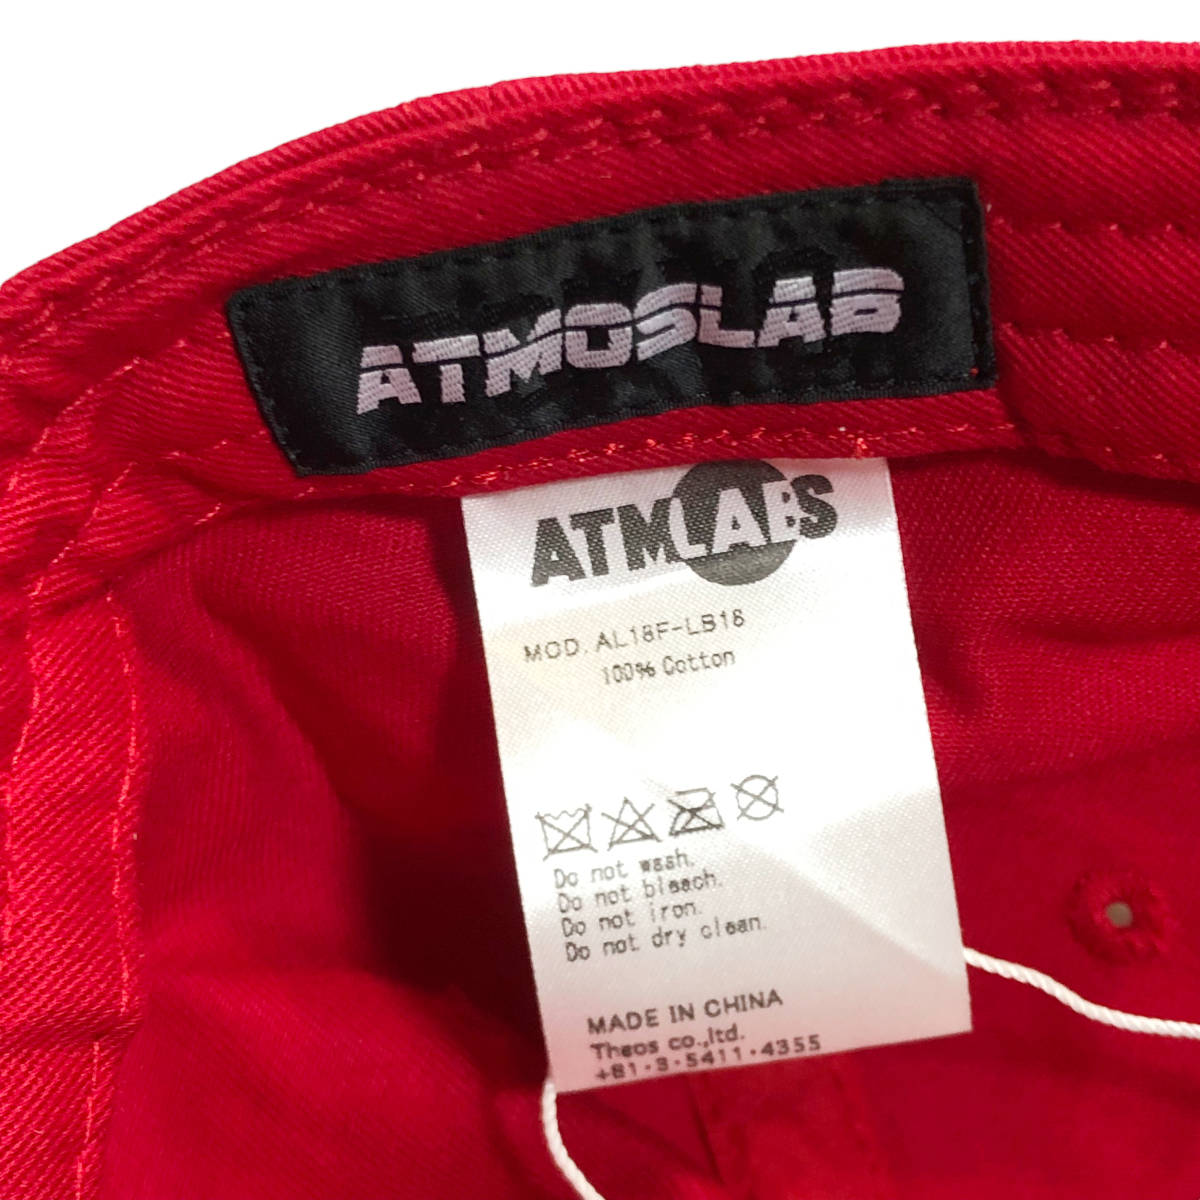 ATMOSLAB
ATMLABS
MOD. AL18F-LB18
100% Cotton
Do not wash.
Do not bleach.
Do not iron.
Do not dry clean.
MADE IN CHINA
Theos co.,ltd.
+81・3・5411・4355